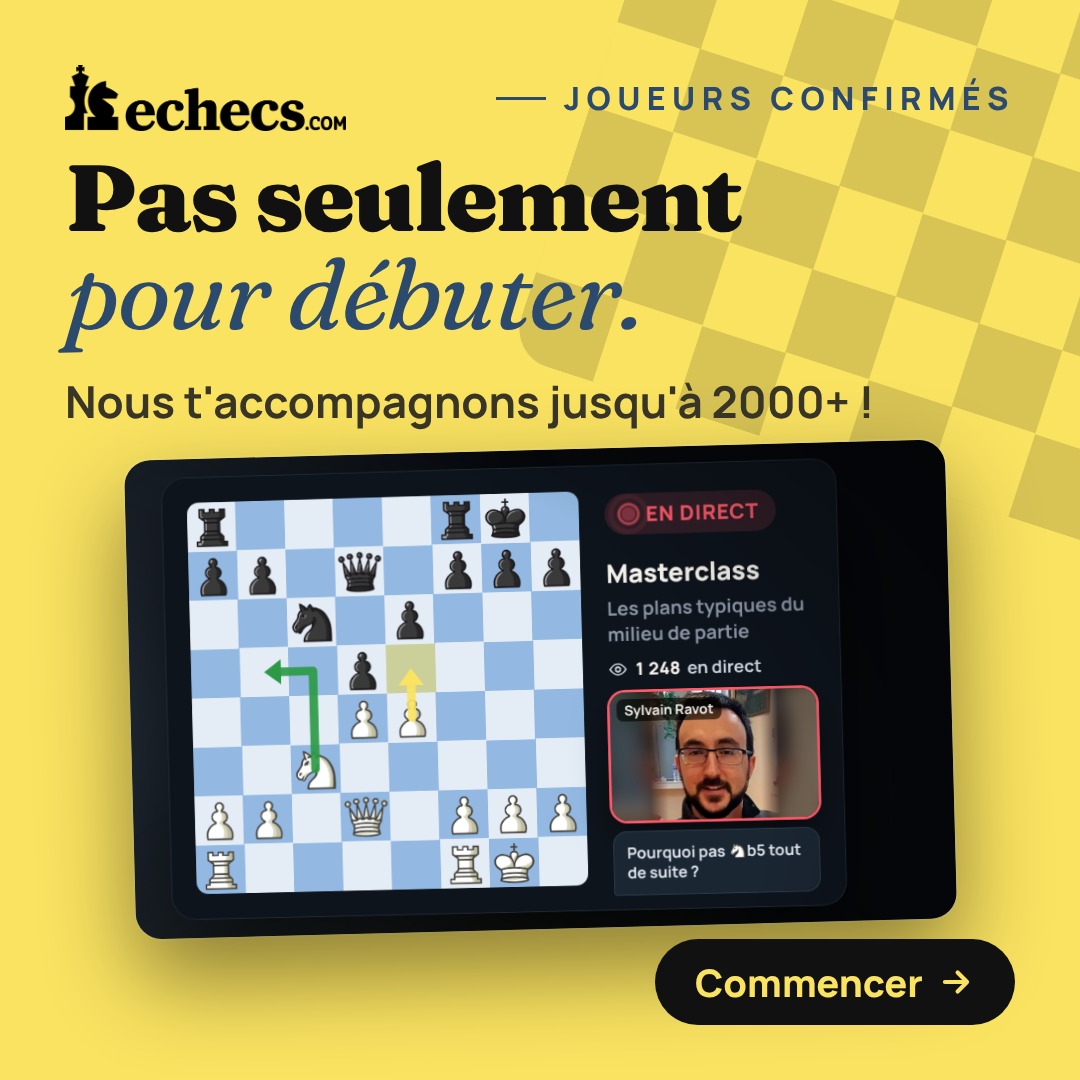 echecs.COM
JOUEURS CONFIRMÉS
Pas seulement
pour débuter.
Nous t'accompagnons jusqu'à 2000+ !
EN DIRECT
Masterclass
Les plans typiques du
milieu de partie
1 248 en direct
Sylvain Ravot
Pourquoi pas ♞b5 tout
de suite ?
Commencer →